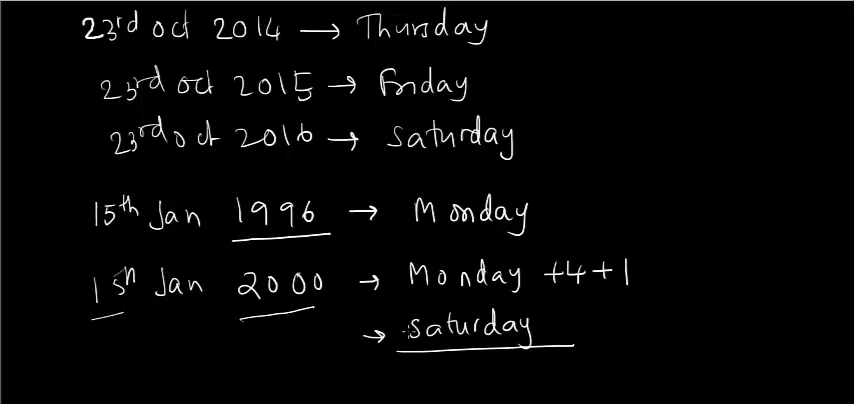 23rd oct 2014 → Thursday
23rd oct 2015 → Friday
23rd oct 2016 → saturday
15th Jan 1996 → Monday
15th Jan 2000 → Monday +4+1
→ saturday